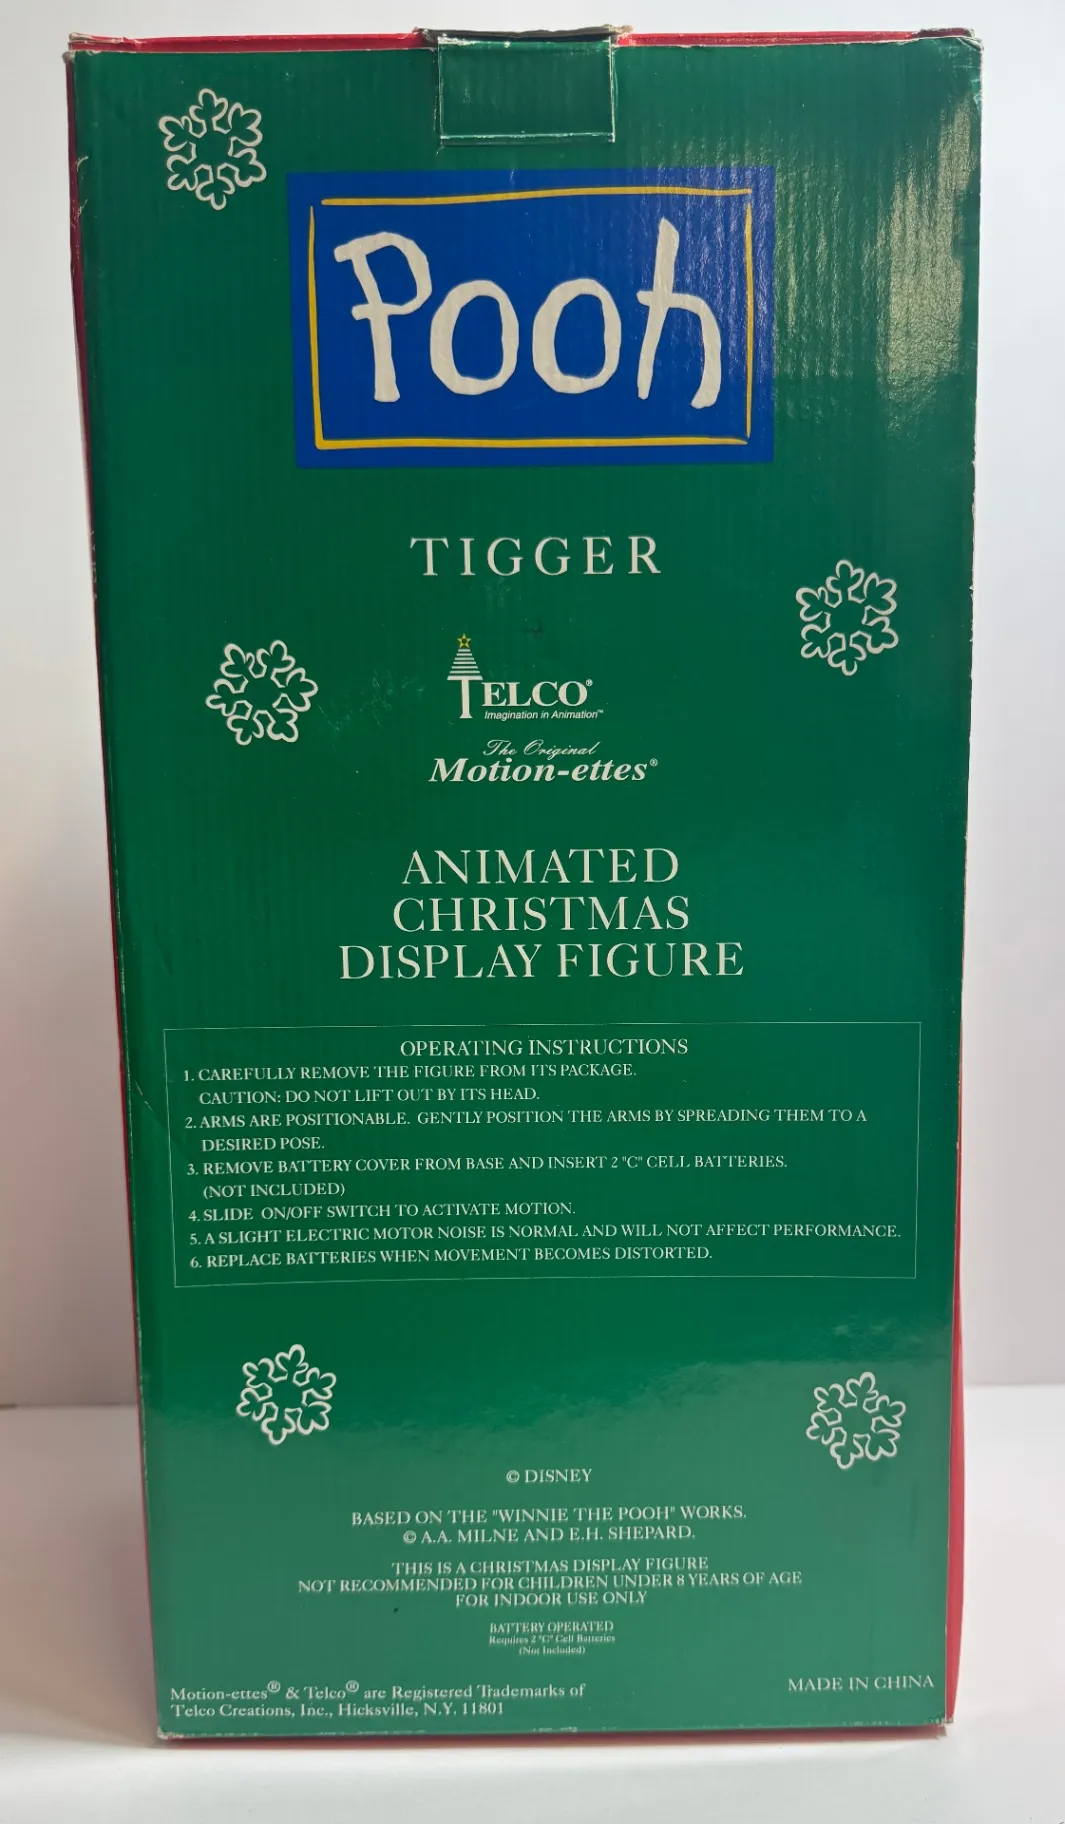 Pooh
TIGGER
TELCO®
Imagination in Animation™
The Original
Motion-ettes®
ANIMATED
CHRISTMAS
DISPLAY FIGURE
OPERATING INSTRUCTIONS
1. CAREFULLY REMOVE THE FIGURE FROM ITS PACKAGE.
CAUTION: DO NOT LIFT OUT BY ITS HEAD.
2. ARMS ARE POSITIONABLE. GENTLY POSITION THE ARMS BY SPREADING THEM TO A
DESIRED POSE.
3. REMOVE BATTERY COVER FROM BASE AND INSERT 2 "C" CELL BATTERIES.
(NOT INCLUDED)
4. SLIDE ON/OFF SWITCH TO ACTIVATE MOTION.
5. A SLIGHT ELECTRIC MOTOR NOISE IS NORMAL AND WILL NOT AFFECT PERFORMANCE.
6. REPLACE BATTERIES WHEN MOVEMENT BECOMES DISTORTED.
© DISNEY
BASED ON THE "WINNIE THE POOH" WORKS.
© A.A. MILNE AND E.H. SHEPARD.
THIS IS A CHRISTMAS DISPLAY FIGURE
NOT RECOMMENDED FOR CHILDREN UNDER 8 YEARS OF AGE
FOR INDOOR USE ONLY
BATTERY OPERATED
Requires 2 "C" Cell Batteries
(Not Included)
Motion-ettes® & Telco® are Registered Trademarks of
Telco Creations, Inc., Hicksville, N.Y. 11801
MADE IN CHINA